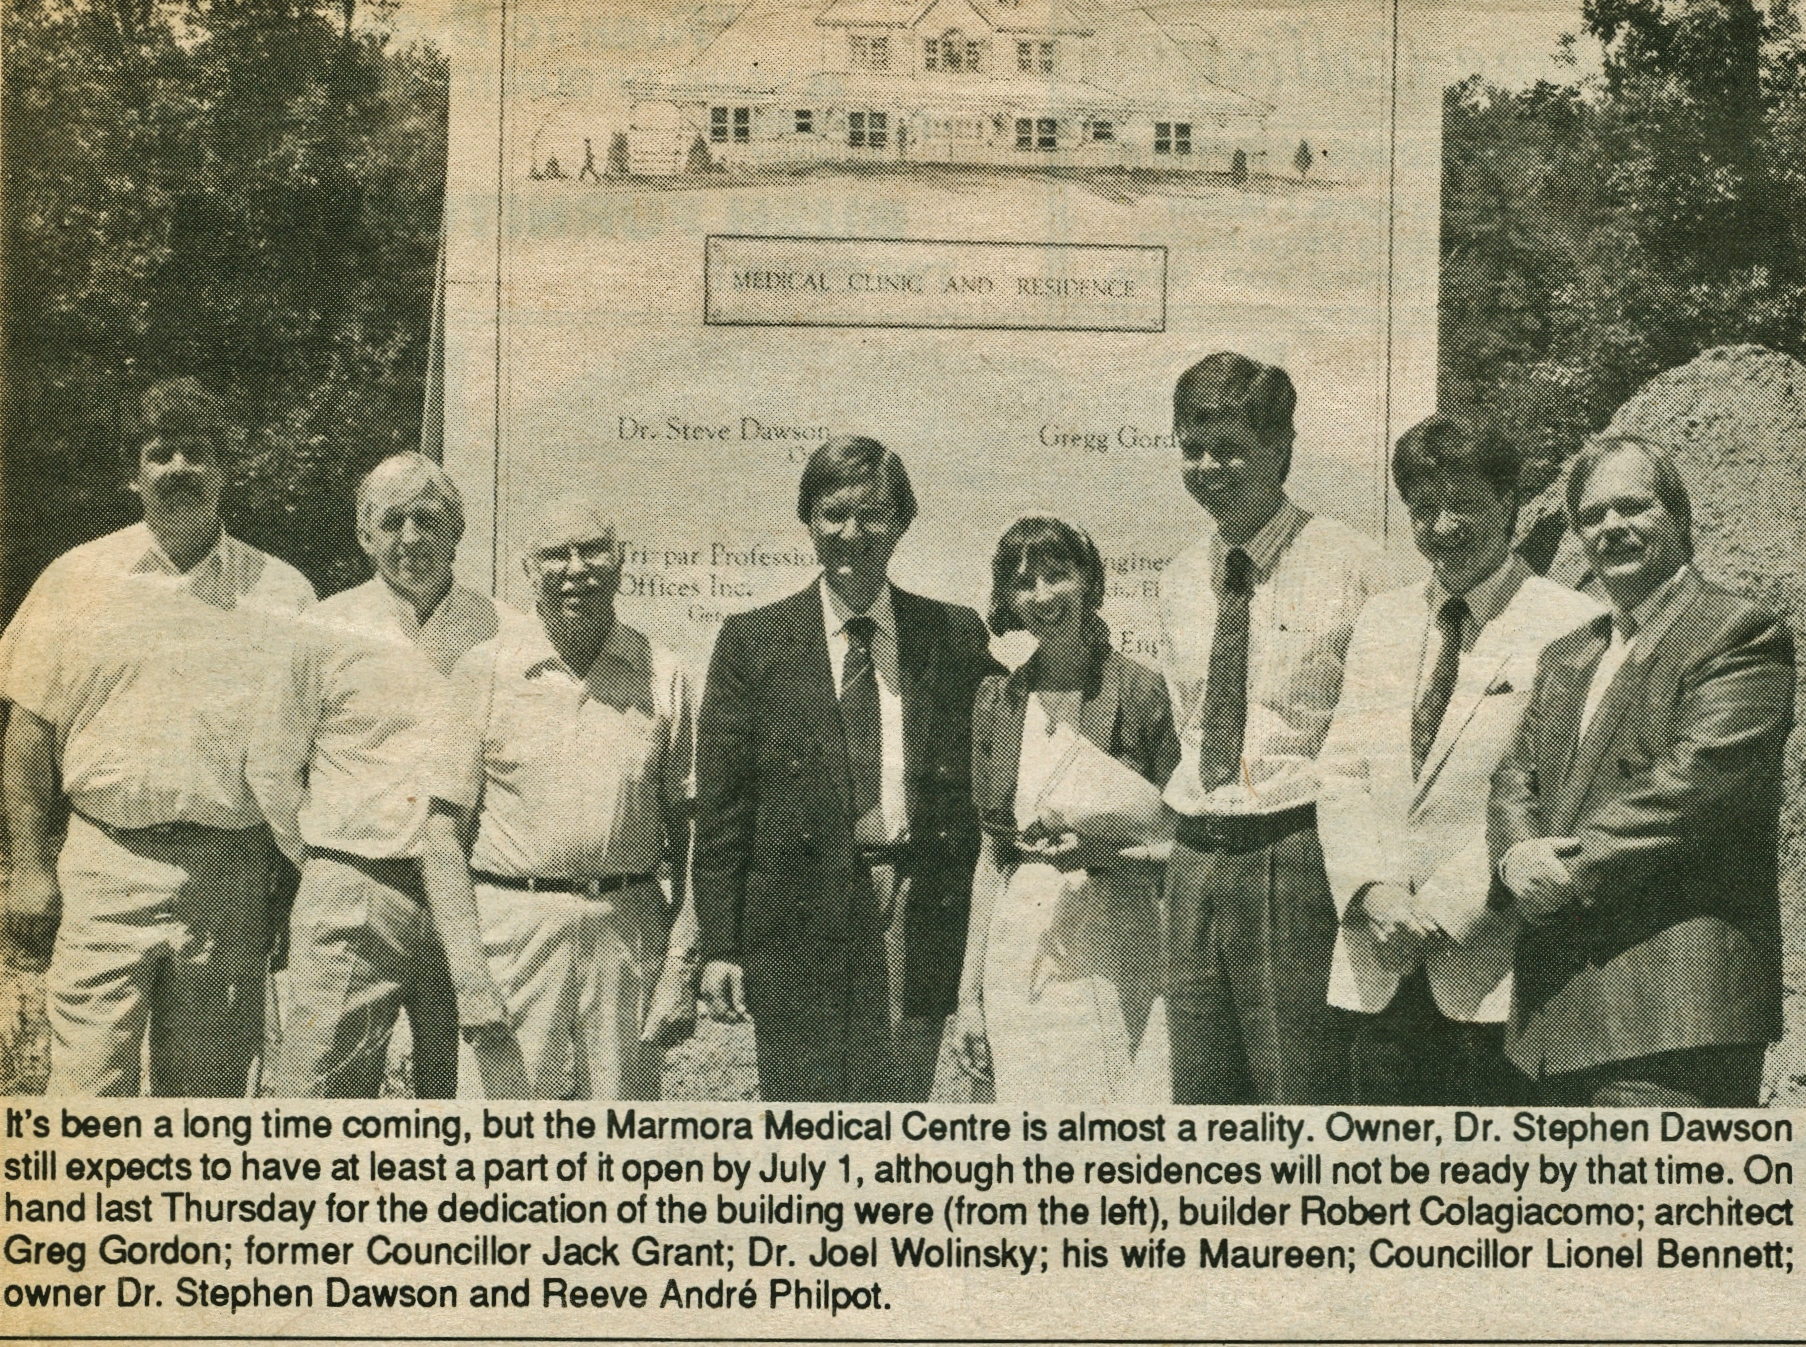 MEDICAL CLINIC AND RESIDENCE
Dr. Steve Dawson
Gregg
Tri-par
Offices Inc.
It's been a long time coming, but the Marmora Medical Centre is almost a reality. Owner, Dr. Stephen Dawson
still expects to have at least a part of it open by July 1, although the residences will not be ready by that time. On
hand last Thursday for the dedication of the building were (from the left), builder Robert Colagiacomo; architect
Greg Gordon; former Councillor Jack Grant; Dr. Joel Wolinsky; his wife Maureen; Councillor Lionel Bennett;
owner Dr. Stephen Dawson and Reeve André Philpot.